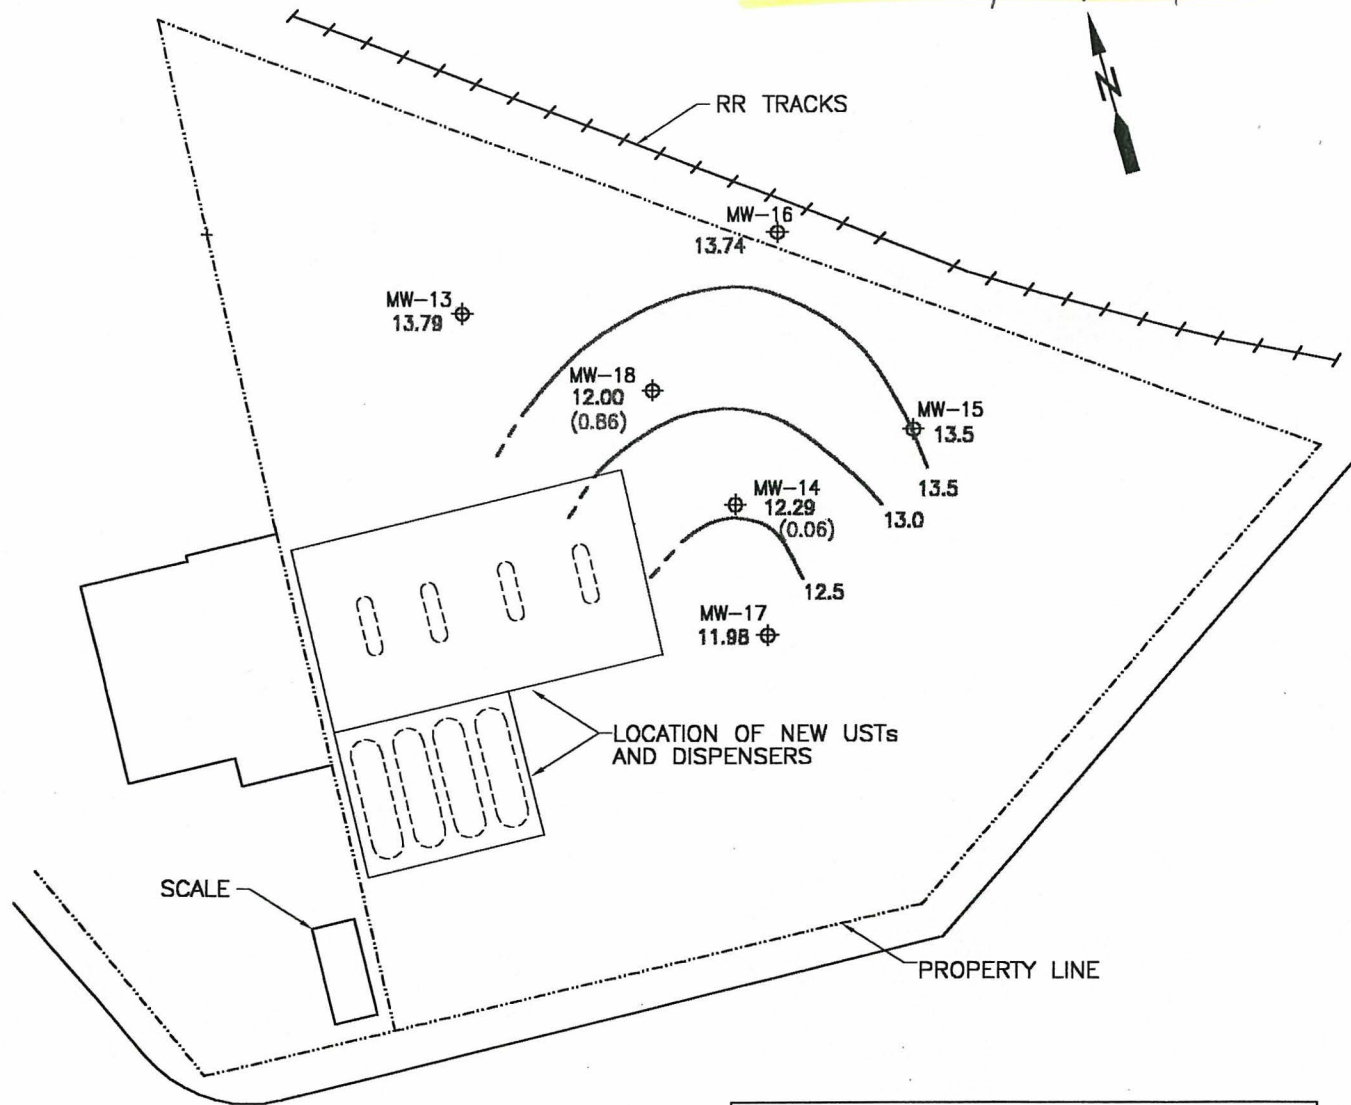 N
RR TRACKS
MW-16
13.74
MW-13
13.79
MW-18
12.00
(0.86)
MW-15
13.5
13.5
MW-14
12.29
(0.06)
13.0
12.5
MW-17
11.98
LOCATION OF NEW USTs
AND DISPENSERS
SCALE
PROPERTY LINE